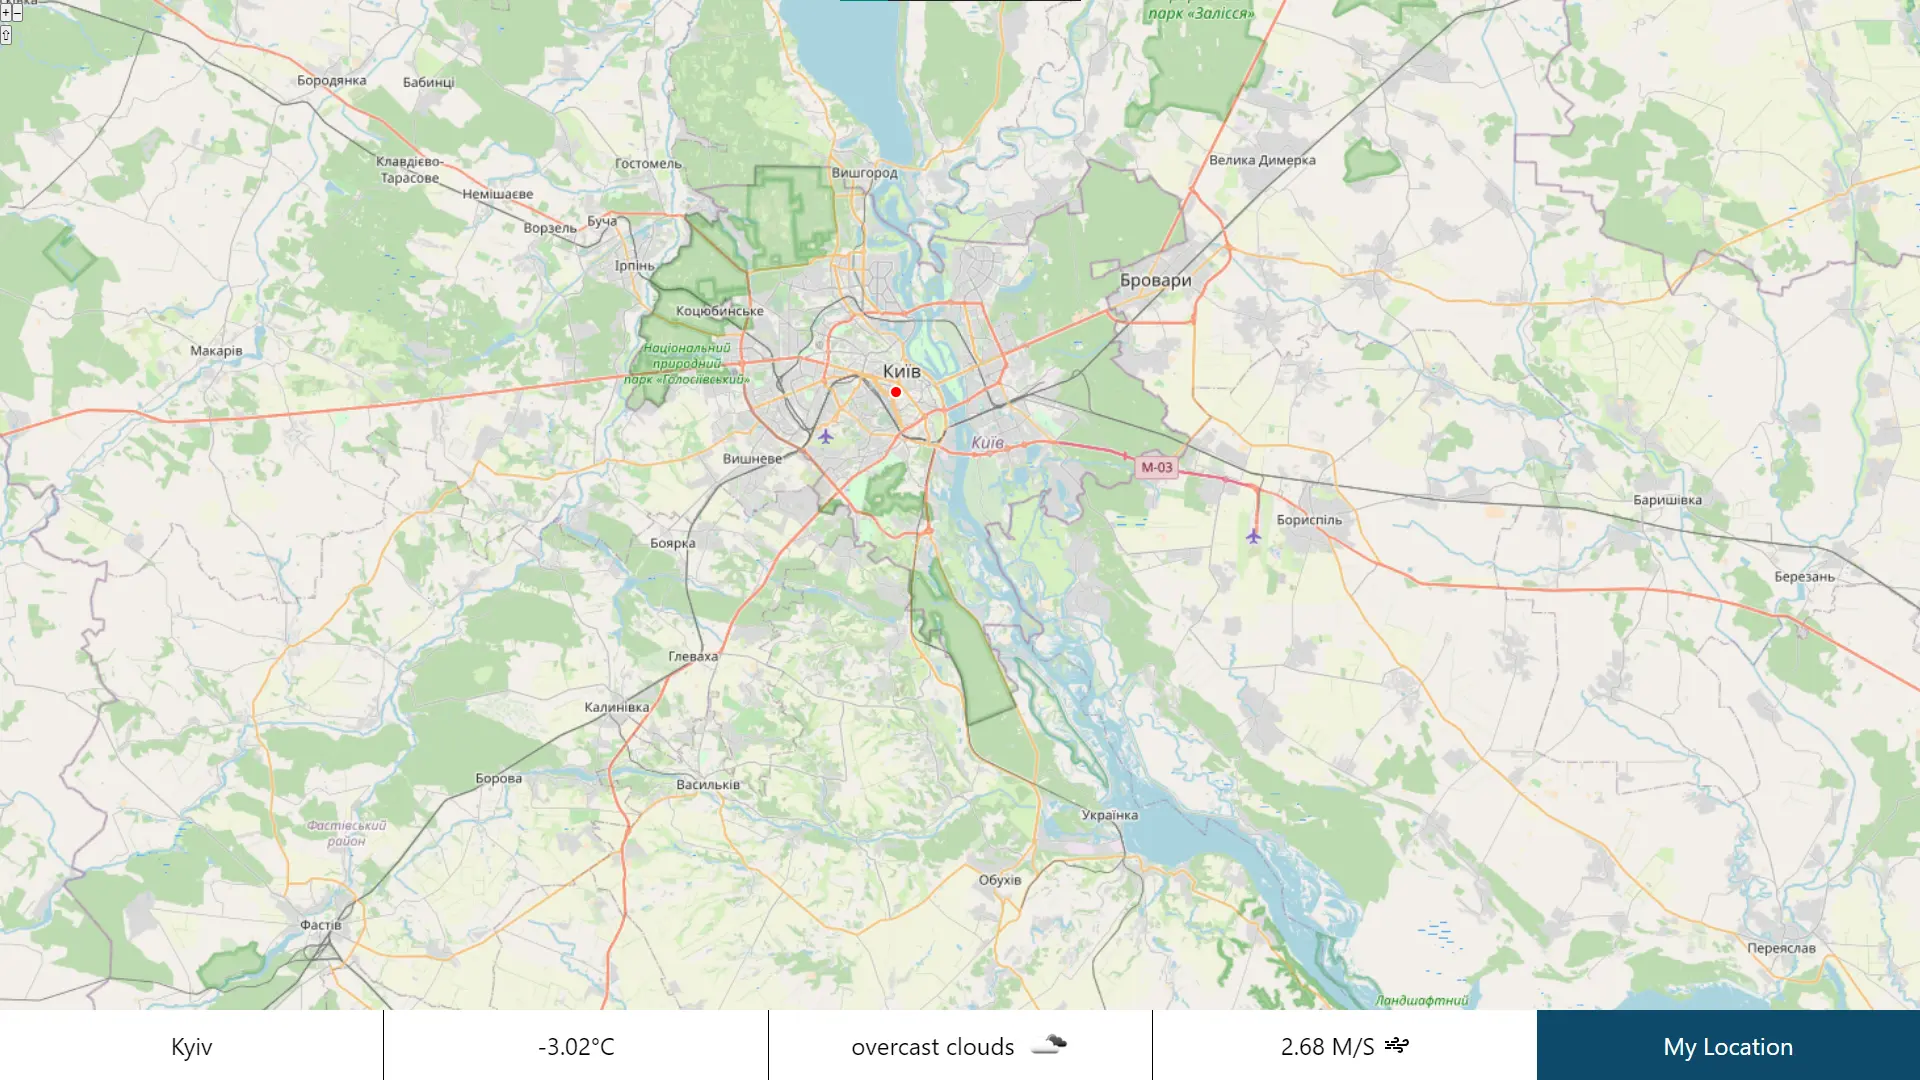 +−
⇧
парк «Залісся»
Бородянка
Бабинці
Клавдієво-
Тарасове
Гостомель
Вишгород
Велика Димерка
Немішаєве
Ворзель
Буча
Ірпінь
Бровари
Коцюбинське
Макарів
Національний
природний
парк «Голосіївський»
Київ
Київ
Вишневе
М-03
Баришівка
Бориспіль
Боярка
Березань
Глеваха
Калинівка
Борова
Васильків
Українка
Фастівський
район
Обухів
Фастів
Переяслав
Ландшафтний
Kyiv
-3.02°C
overcast clouds
2.68 M/S
My Location